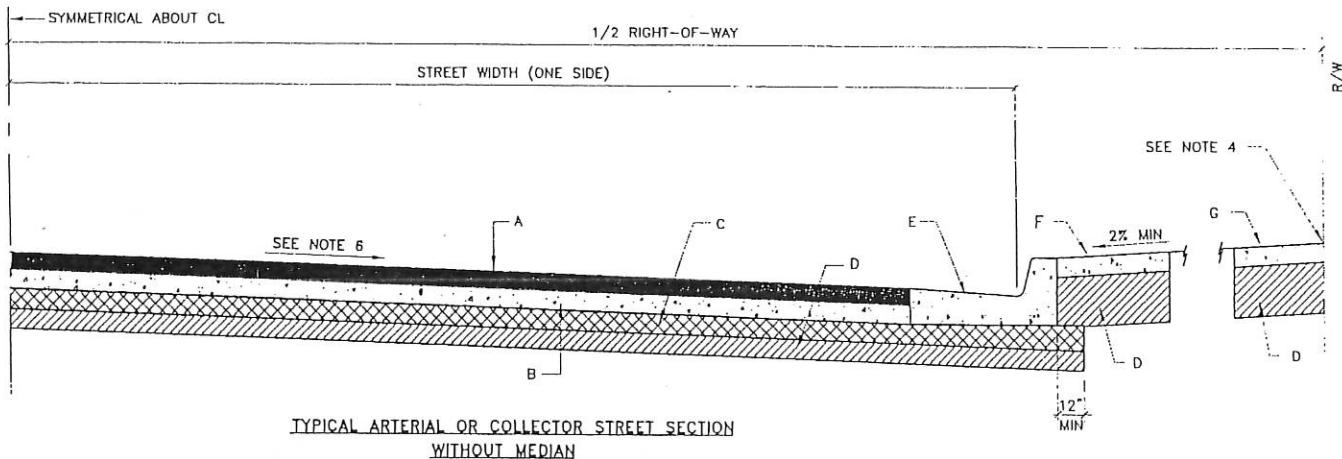 SYMMETRICAL ABOUT CL
1/2 RIGHT-OF-WAY
STREET WIDTH (ONE SIDE)
R/W
SEE NOTE 4
A
C
E
F
G
SEE NOTE 6
2% MIN
D
B
D
D
12"
MIN
TYPICAL ARTERIAL OR COLLECTOR STREET SECTION
WITHOUT MEDIAN